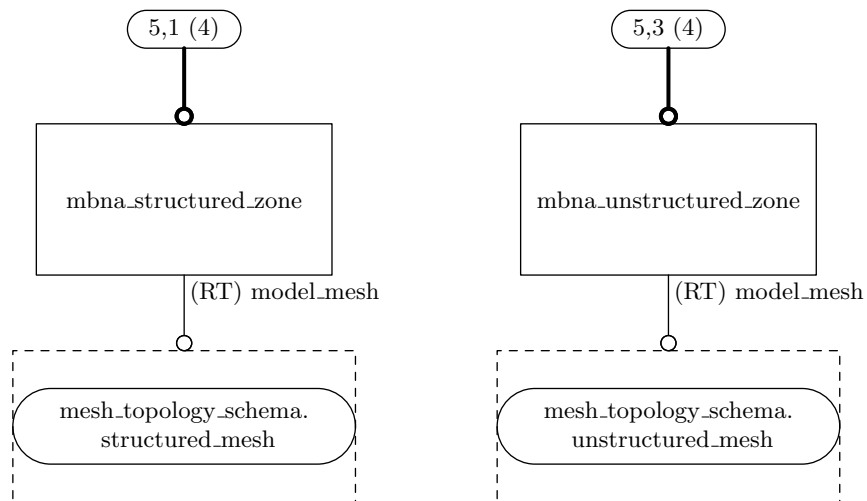 5,1 (4)
5,3 (4)
mbna_structured_zone
mbna_unstructured_zone
(RT) model_mesh
(RT) model_mesh
mesh_topology_schema.
structured_mesh
mesh_topology_schema.
unstructured_mesh